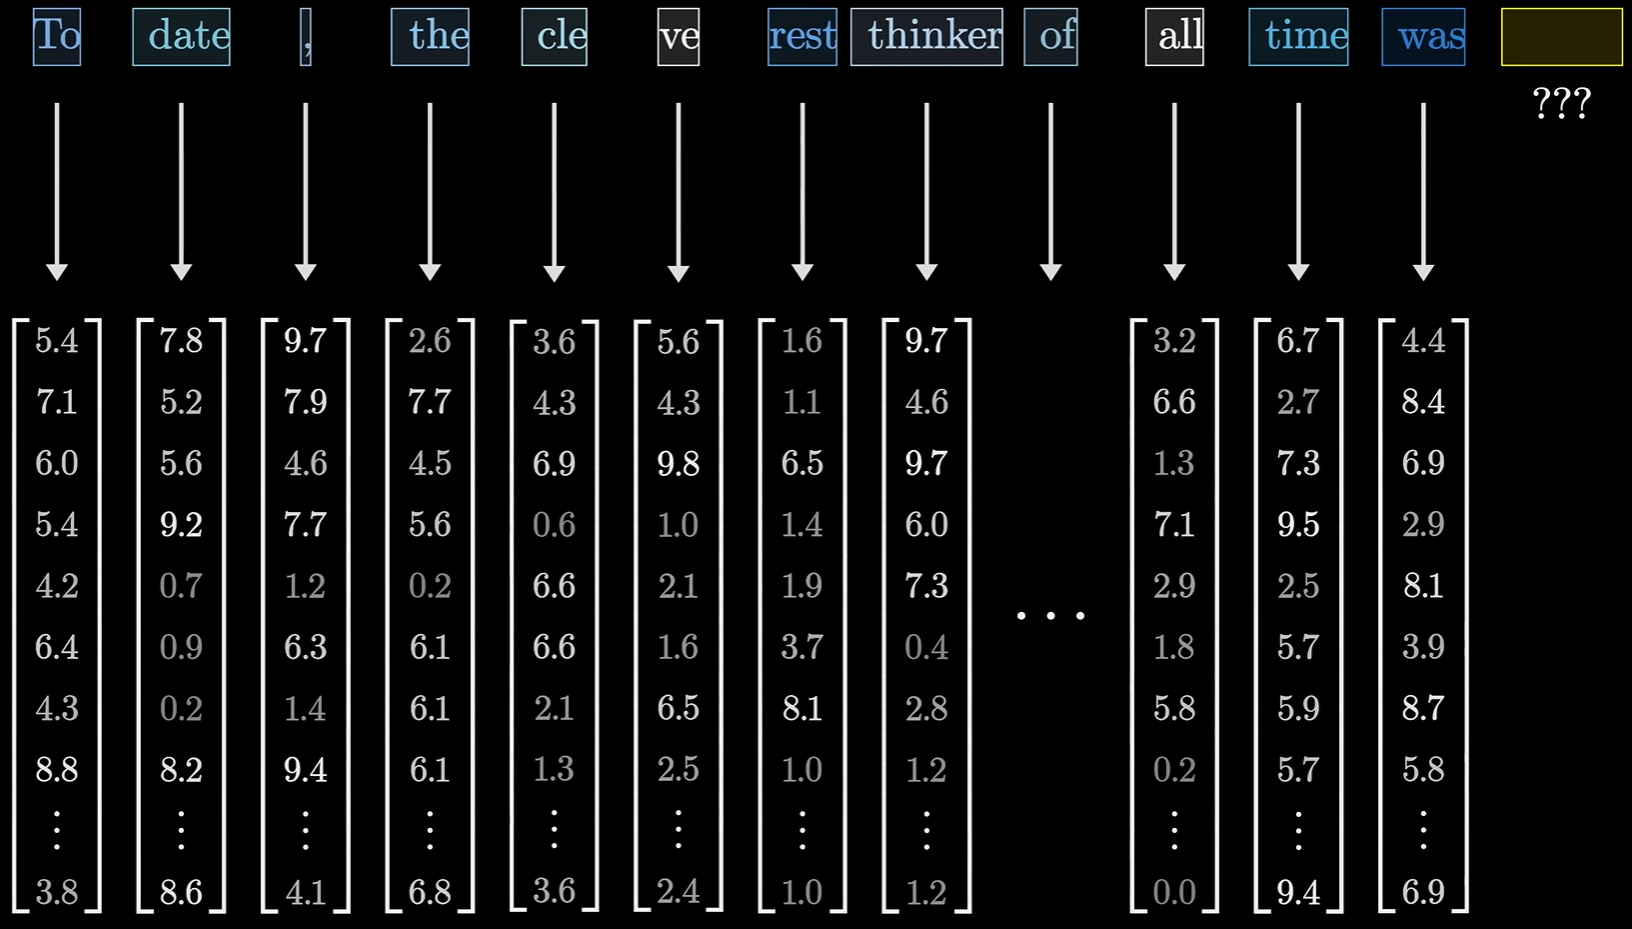 To date, the cleverest thinker of all time was
???
5.4 7.8 9.7 2.6 3.6 5.6 1.6 9.7 3.2 6.7 4.4
7.1 5.2 7.9 7.7 4.3 4.3 1.1 4.6 6.6 2.7 8.4
6.0 5.6 4.6 4.5 6.9 9.8 6.5 9.7 1.3 7.3 6.9
5.4 9.2 7.7 5.6 0.6 1.0 1.4 6.0 7.1 9.5 2.9
4.2 0.7 1.2 0.2 6.6 2.1 1.9 7.3 2.9 2.5 8.1
...
6.4 0.9 6.3 6.1 6.6 1.6 3.7 0.4 1.8 5.7 3.9
4.3 0.2 1.4 6.1 2.1 6.5 8.1 2.8 5.8 5.9 8.7
8.8 8.2 9.4 6.1 1.3 2.5 1.0 1.2 0.2 5.7 5.8
⋮ ⋮ ⋮ ⋮ ⋮ ⋮ ⋮ ⋮ ⋮ ⋮ ⋮
3.8 8.6 4.1 6.8 3.6 2.4 1.0 1.2 0.0 9.4 6.9